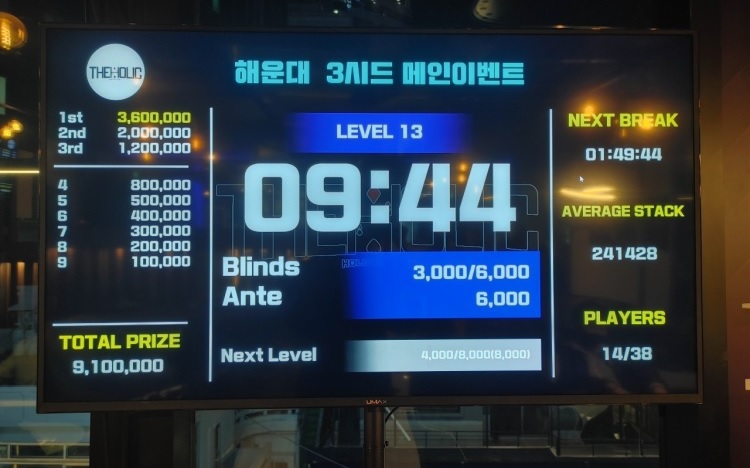 THE HOLIC
해운대 3시드 메인이벤트
1st 3,600,000
2nd 2,000,000
3rd 1,200,000
4 800,000
5 500,000
6 400,000
7 300,000
8 200,000
9 100,000
TOTAL PRIZE
9,100,000
LEVEL 13
09:44
THE HOLIC
Blinds 3,000/6,000
Ante 6,000
Next Level 4,000/8,000(8,000)
NEXT BREAK
01:49:44
AVERAGE STACK
241428
PLAYERS
14/38
UMAX